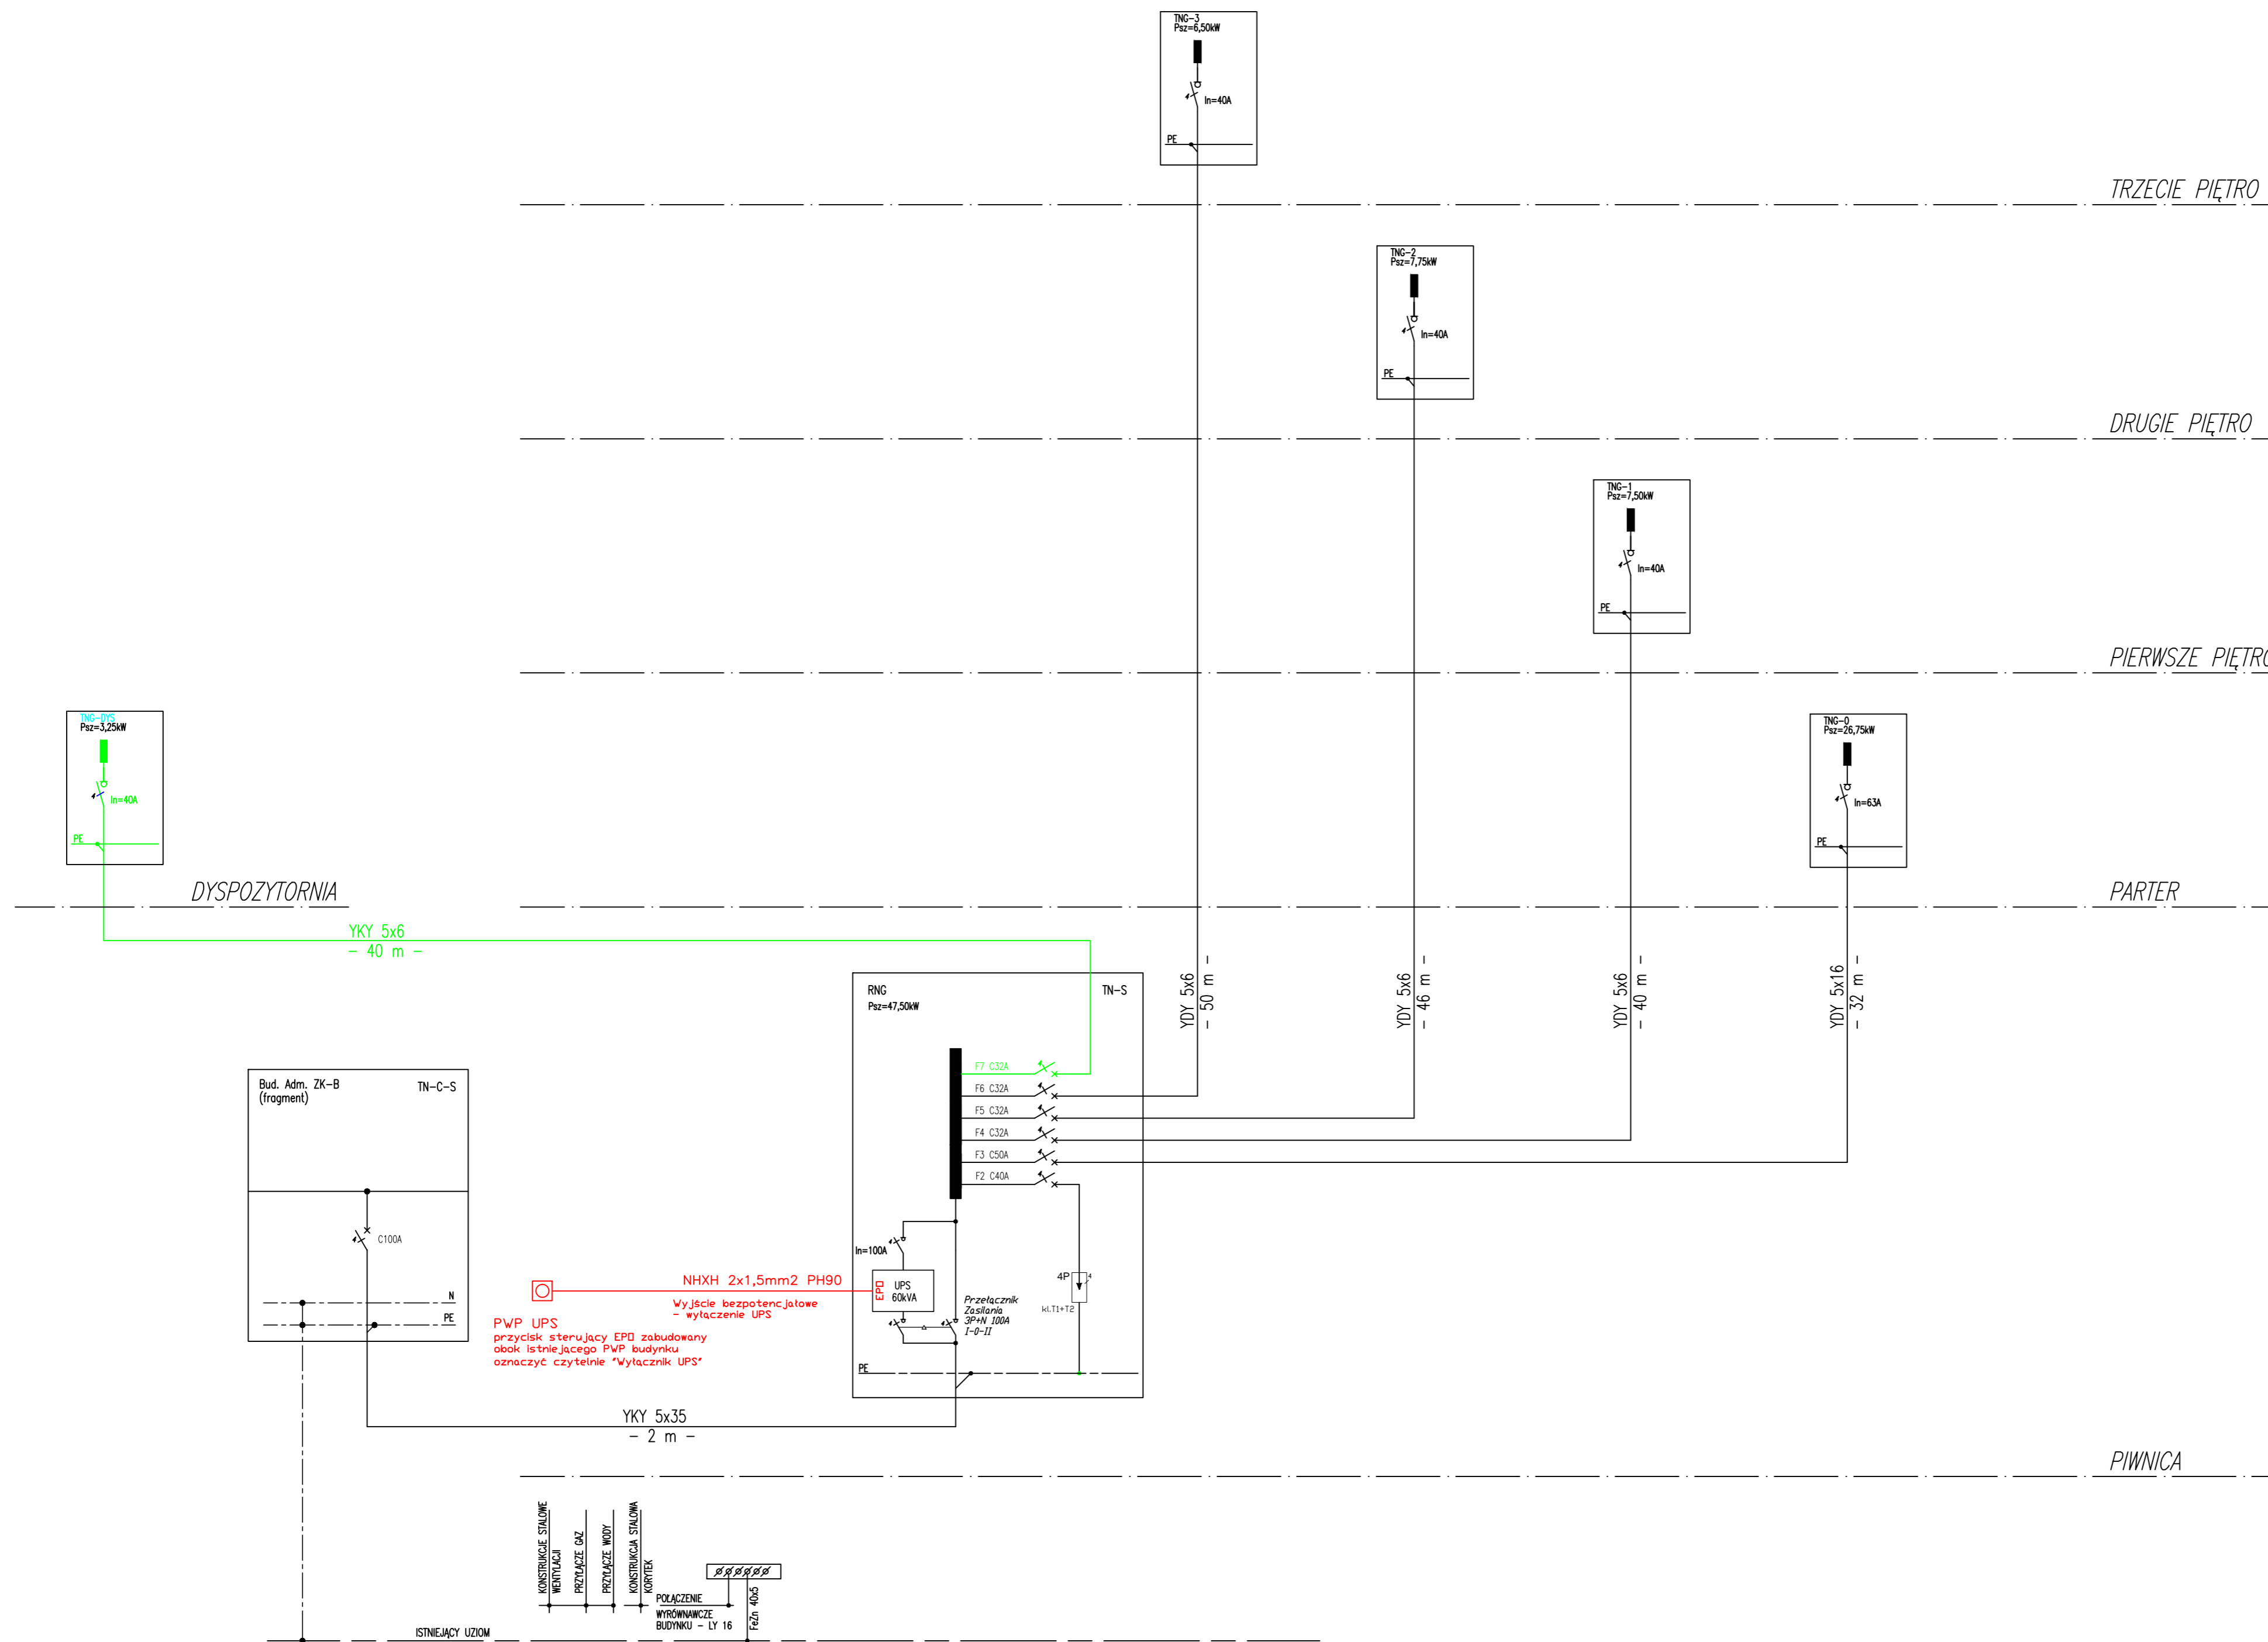 TNG-3
Psz=6,50kW
In=40A
PE
TRZECIE PIĘTRO
TNG-2
Psz=7,75kW
In=40A
PE
DRUGIE PIĘTRO
TNG-1
Psz=7,50kW
In=40A
PE
PIERWSZE PIĘTRO
TNG-DYS
Psz=3,25kW
In=40A
PE
TNG-0
Psz=26,75kW
In=63A
PE
DYSPOZYTORNIA
PARTER
YKY 5x6
- 40 m -
YDY 5x6
- 50 m -
YDY 5x6
- 46 m -
YDY 5x6
- 40 m -
YDY 5x16
- 32 m -
RNG
TN-S
Psz=47,50kW
F7 C32A
F6 C32A
F5 C32A
F4 C32A
F3 C50A
F2 C40A
In=100A
UPS
60kVA
EPO
Przełącznik
Zasilania
3P+N 100A
I-0-II
4P
4
kl.T1+T2
PE
Bud. Adm. ZK-B
(fragment)
TN-C-S
C100A
N
PE
NHXH 2x1,5mm2 PH90
Wyjście bezpotencjałowe
- wyłączenie UPS
PWP UPS
przycisk sterujący EPO zabudowany
obok istniejącego PWP budynku
oznaczyć czytelnie "Wyłącznik UPS"
YKY 5x35
- 2 m -
PIWNICA
KONSTRUKCJE STALOWE
WENTYLACJI
PRZYŁĄCZE GAZ
PRZYŁĄCZE WODY
KONSTRUKCJA STALOWA
KORYTEK
POŁĄCZENIE
WYRÓWNAWCZE
BUDYNKU - LY 16
FeZn 40x5
ISTNIEJĄCY UZIOM